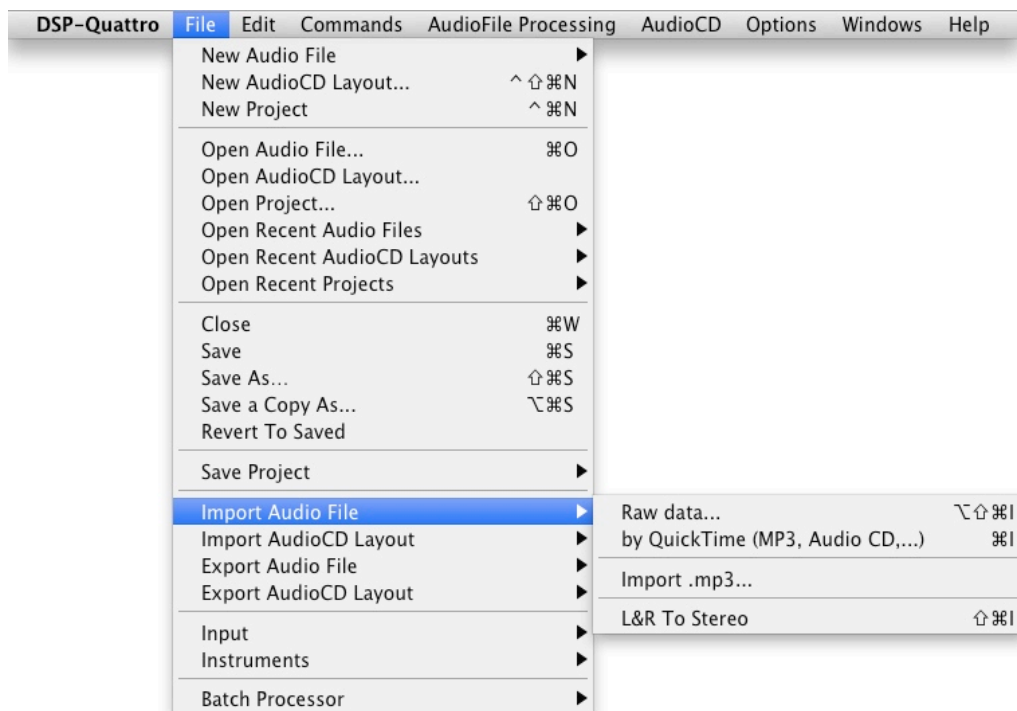 DSP-Quattro File Edit Commands AudioFile Processing AudioCD Options Windows Help
New Audio File ▶
New AudioCD Layout... ^⇧⌘N
New Project ^⌘N
Open Audio File... ⌘O
Open AudioCD Layout...
Open Project... ⇧⌘O
Open Recent Audio Files ▶
Open Recent AudioCD Layouts ▶
Open Recent Projects ▶
Close ⌘W
Save ⌘S
Save As... ⇧⌘S
Save a Copy As... ⌥⌘S
Revert To Saved
Save Project ▶
Import Audio File ▶
Import AudioCD Layout ▶
Export Audio File ▶
Export AudioCD Layout ▶
Input ▶
Instruments ▶
Batch Processor ▶
Raw data... ⌥⇧⌘I
by QuickTime (MP3, Audio CD,...) ⌘I
Import .mp3...
L&R To Stereo ⇧⌘I